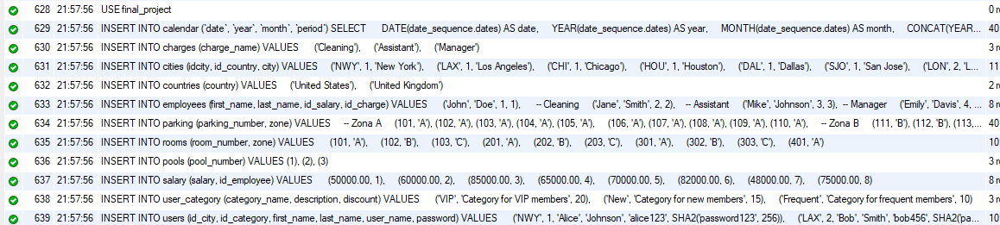 628 21:57:56 USE final_project 0 r
629 21:57:56 INSERT INTO calendar (`date`, `year`, `month`, `period`) SELECT DATE(date_sequence.dates) AS date, YEAR(date_sequence.dates) AS year, MONTH(date_sequence.dates) AS month, CONCAT(YEAR... 40
630 21:57:56 INSERT INTO charges (charge_name) VALUES ('Cleaning'), ('Assistant'), ('Manager') 3 r
631 21:57:56 INSERT INTO cities (idcity, id_country, city) VALUES ('NWY', 1, 'New York'), ('LAX', 1, 'Los Angeles'), ('CHI', 1, 'Chicago'), ('HOU', 1, 'Houston'), ('DAL', 1, 'Dallas'), ('SJO', 1, 'San Jose'), ('LON', 2, 'L... 11
632 21:57:56 INSERT INTO countries (country) VALUES ('United States'), ('United Kingdom') 2 r
633 21:57:56 INSERT INTO employees (first_name, last_name, id_salary, id_charge) VALUES ('John', 'Doe', 1, 1), -- Cleaning ('Jane', 'Smith', 2, 2), -- Assistant ('Mike', 'Johnson', 3, 3), -- Manager ('Emily', 'Davis', 4, ... 8 r
634 21:57:56 INSERT INTO parking (parking_number, zone) VALUES -- Zona A (101, 'A'), (102, 'A'), (103, 'A'), (104, 'A'), (105, 'A'), (106, 'A'), (107, 'A'), (108, 'A'), (109, 'A'), (110, 'A'), -- Zona B (111, 'B'), (112, 'B'), (113,... 40
635 21:57:56 INSERT INTO rooms (room_number, zone) VALUES (101, 'A'), (102, 'B'), (103, 'C'), (201, 'A'), (202, 'B'), (203, 'C'), (301, 'A'), (302, 'B'), (303, 'C'), (401, 'A') 10
636 21:57:56 INSERT INTO pools (pool_number) VALUES (1), (2), (3) 3 r
637 21:57:56 INSERT INTO salary (salary, id_employee) VALUES (50000.00, 1), (60000.00, 2), (85000.00, 3), (65000.00, 4), (70000.00, 5), (82000.00, 6), (48000.00, 7), (75000.00, 8) 8 r
638 21:57:56 INSERT INTO user_category (category_name, description, discount) VALUES ('VIP', 'Category for VIP members', 20), ('New', 'Category for new members', 15), ('Frequent', 'Category for frequent members', 10) 3 r
639 21:57:56 INSERT INTO users (id_city, id_category, first_name, last_name, user_name, password) VALUES ('NWY', 1, 'Alice', 'Johnson', 'alice123', SHA2('password123', 256)), ('LAX', 2, 'Bob', 'Smith', 'bob456', SHA2('pa... 10